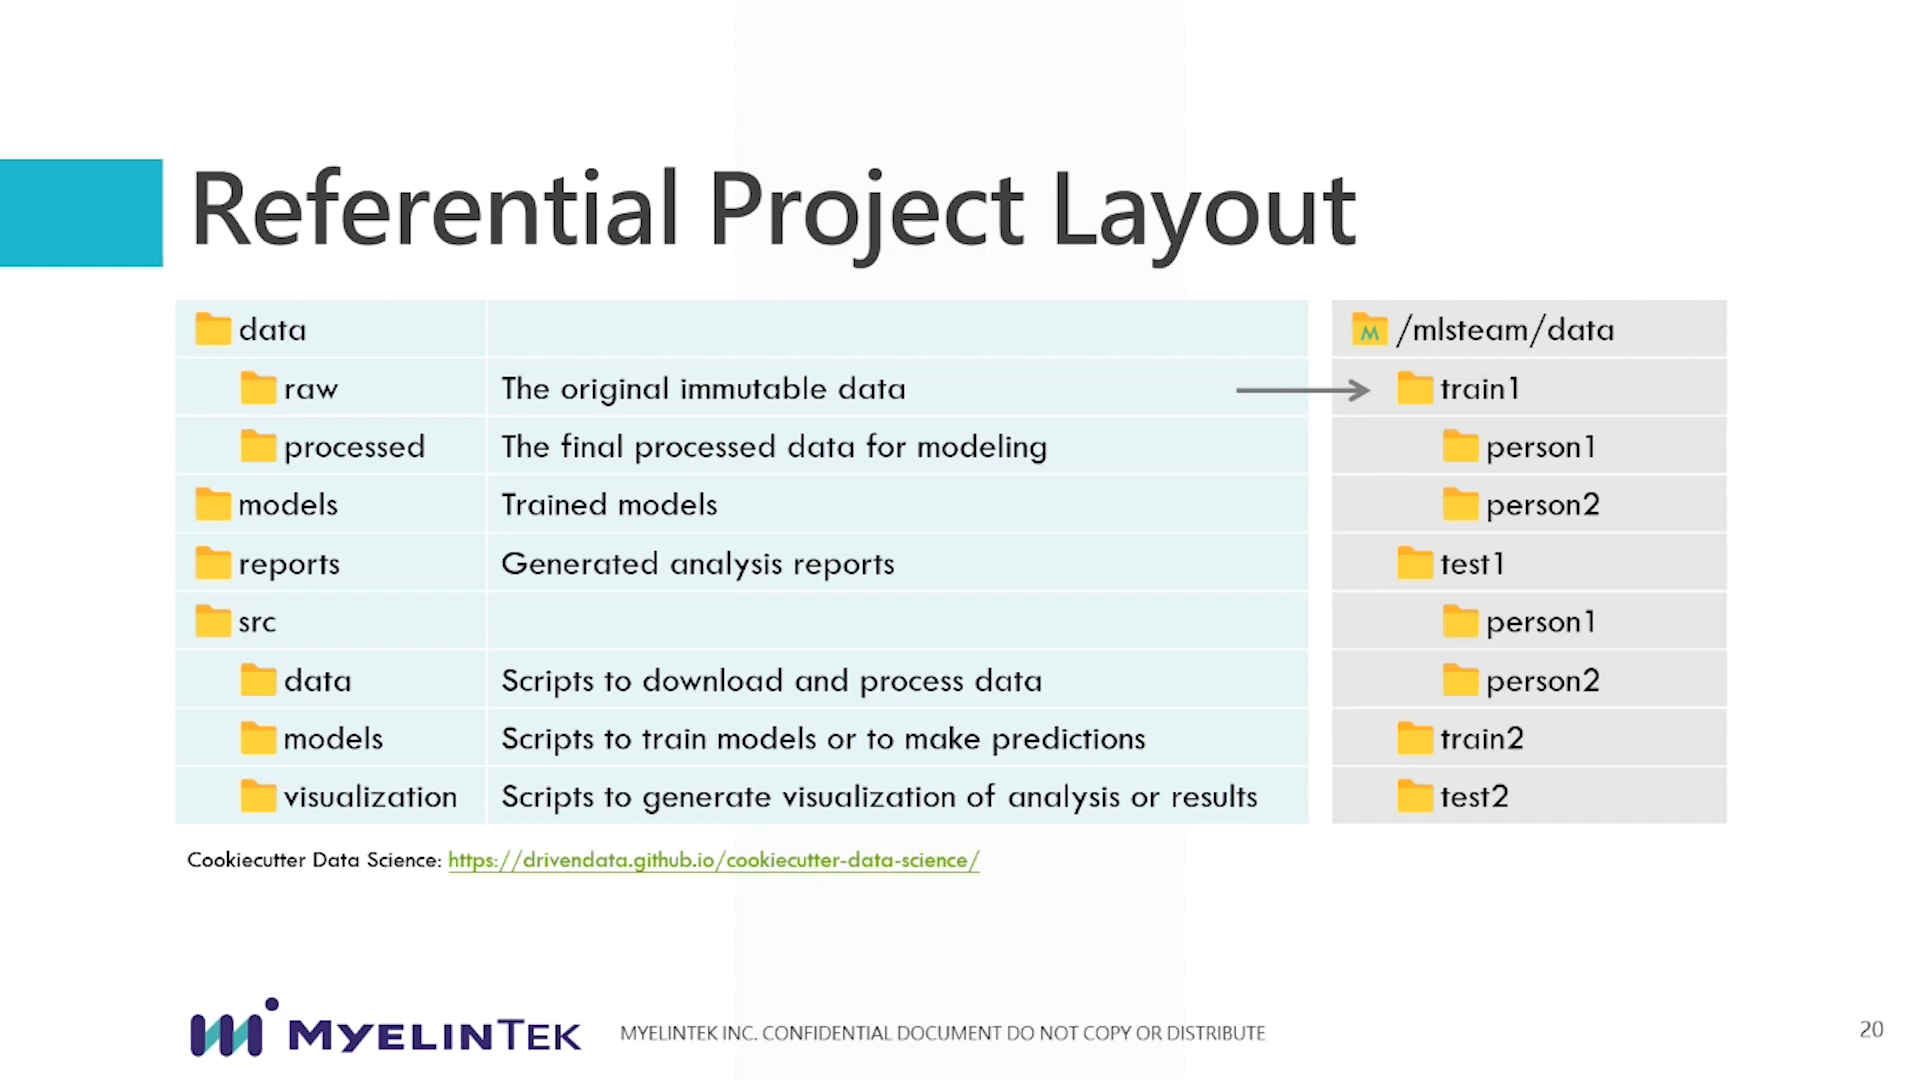 Referential Project Layout
data
raw The original immutable data
processed The final processed data for modeling
models Trained models
reports Generated analysis reports
src
data Scripts to download and process data
models Scripts to train models or to make predictions
visualization Scripts to generate visualization of analysis or results
M /mlsteam/data
train1
person1
person2
test1
person1
person2
train2
test2
Cookiecutter Data Science: https://drivendata.github.io/cookiecutter-data-science/
MYELINTEK
MYELINTEK INC. CONFIDENTIAL DOCUMENT DO NOT COPY OR DISTRIBUTE
20